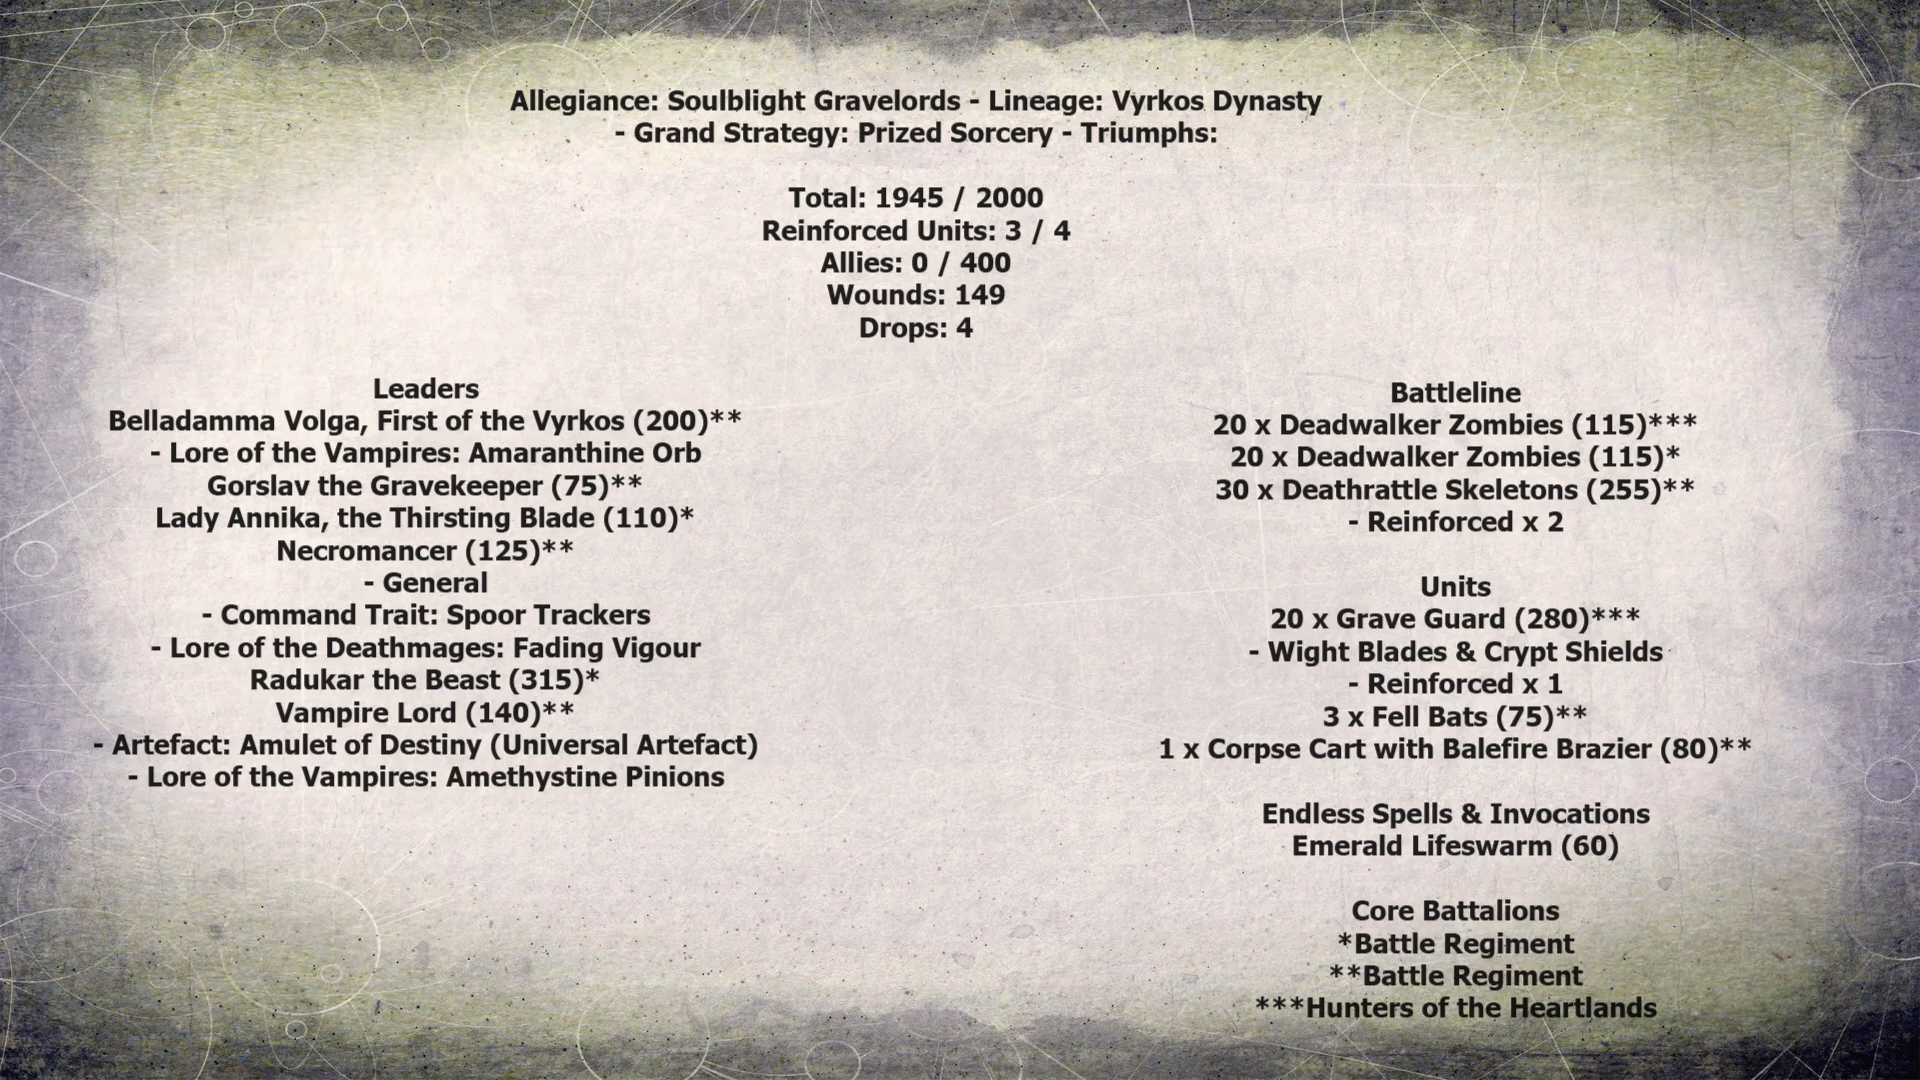 Allegiance: Soulblight Gravelords - Lineage: Vyrkos Dynasty
- Grand Strategy: Prized Sorcery - Triumphs:
Total: 1945 / 2000
Reinforced Units: 3 / 4
Allies: 0 / 400
Wounds: 149
Drops: 4
Leaders
Belladamma Volga, First of the Vyrkos (200)**
- Lore of the Vampires: Amaranthine Orb
Gorslav the Gravekeeper (75)**
Lady Annika, the Thirsting Blade (110)*
Necromancer (125)**
- General
- Command Trait: Spoor Trackers
- Lore of the Deathmages: Fading Vigour
Radukar the Beast (315)*
Vampire Lord (140)**
- Artefact: Amulet of Destiny (Universal Artefact)
- Lore of the Vampires: Amethystine Pinions
Battleline
20 x Deadwalker Zombies (115)***
20 x Deadwalker Zombies (115)*
30 x Deathrattle Skeletons (255)**
- Reinforced x 2
Units
20 x Grave Guard (280)***
- Wight Blades & Crypt Shields
- Reinforced x 1
3 x Fell Bats (75)**
1 x Corpse Cart with Balefire Brazier (80)**
Endless Spells & Invocations
Emerald Lifeswarm (60)
Core Battalions
*Battle Regiment
**Battle Regiment
***Hunters of the Heartlands